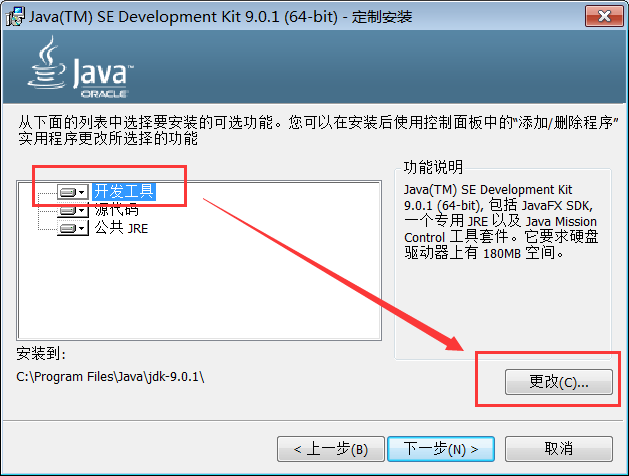 Java(TM) SE Development Kit 9.0.1 (64-bit) - 定制安装
Java™
ORACLE
从下面的列表中选择要安装的可选功能。您可以在安装后使用控制面板中的“添加/删除程序”
实用程序更改所选择的功能
开发工具
源代码
公共 JRE
功能说明
Java(TM) SE Development Kit
9.0.1 (64-bit), 包括 JavaFX SDK,
一个专用 JRE 以及 Java Mission
Control 工具套件。它要求硬盘
驱动器上有 180MB 空间。
安装到:
C:\Program Files\Java\jdk-9.0.1\
更改(C)...
< 上一步(B)
下一步(N) >
取消